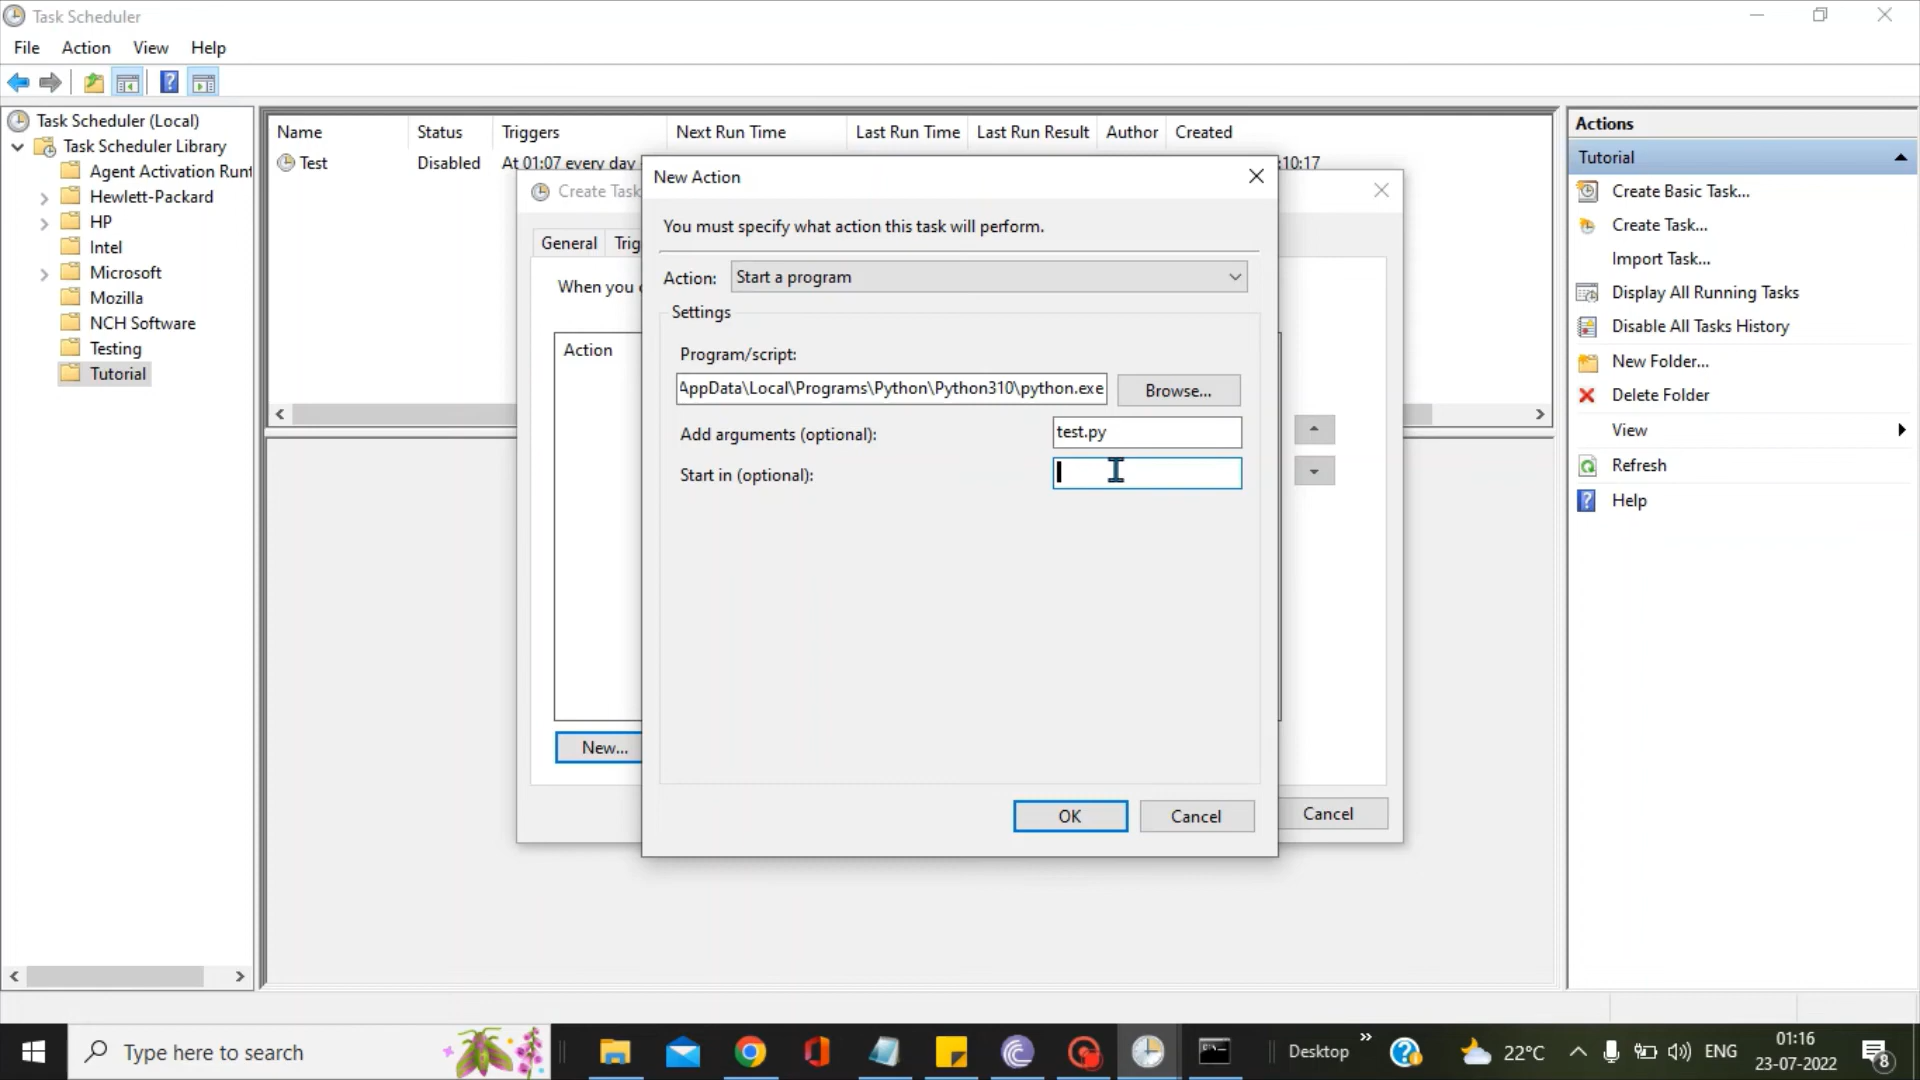 Task Scheduler
File Action View Help
Task Scheduler (Local)
Task Scheduler Library
Agent Activation Runt
Hewlett-Packard
HP
Intel
Microsoft
Mozilla
NCH Software
Testing
Tutorial
Name Status Triggers Next Run Time Last Run Time Last Run Result Author Created
Test Disabled At 01:07 every day :10:17
Create Task
General Trig
When you c
Action
New...
Cancel
New Action
You must specify what action this task will perform.
Action: Start a program
Settings
Program/script:
AppData\Local\Programs\Python\Python310\python.exe Browse...
Add arguments (optional): test.py
Start in (optional):
OK Cancel
Actions
Tutorial
Create Basic Task...
Create Task...
Import Task...
Display All Running Tasks
Disable All Tasks History
New Folder...
Delete Folder
View
Refresh
Help
Type here to search
Desktop » 22°C ENG 01:16
23-07-2022 8